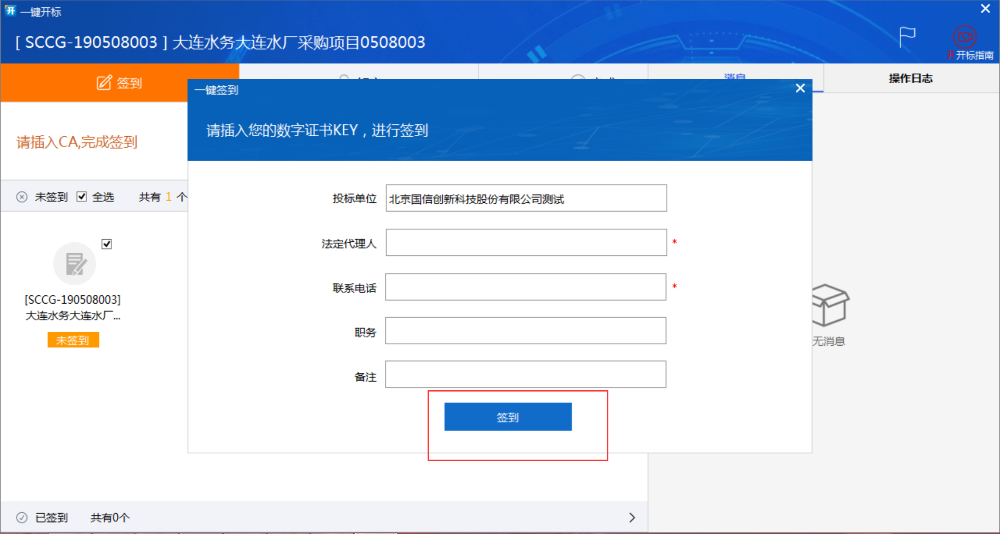 一键开标
[ SCCG-190508003 ] 大连水务大连水厂采购项目0508003
开开标指南
签到
消息
操作日志
一键签到
请插入您的数字证书KEY，进行签到
请插入CA,完成签到
未签到 全选 共有 1 个
投标单位 北京国信创新科技股份有限公司测试
法定代理人 *
联系电话 *
职务
备注
签到
[SCCG-190508003]
大连水务大连水厂...
未签到
无消息
已签到 共有0个